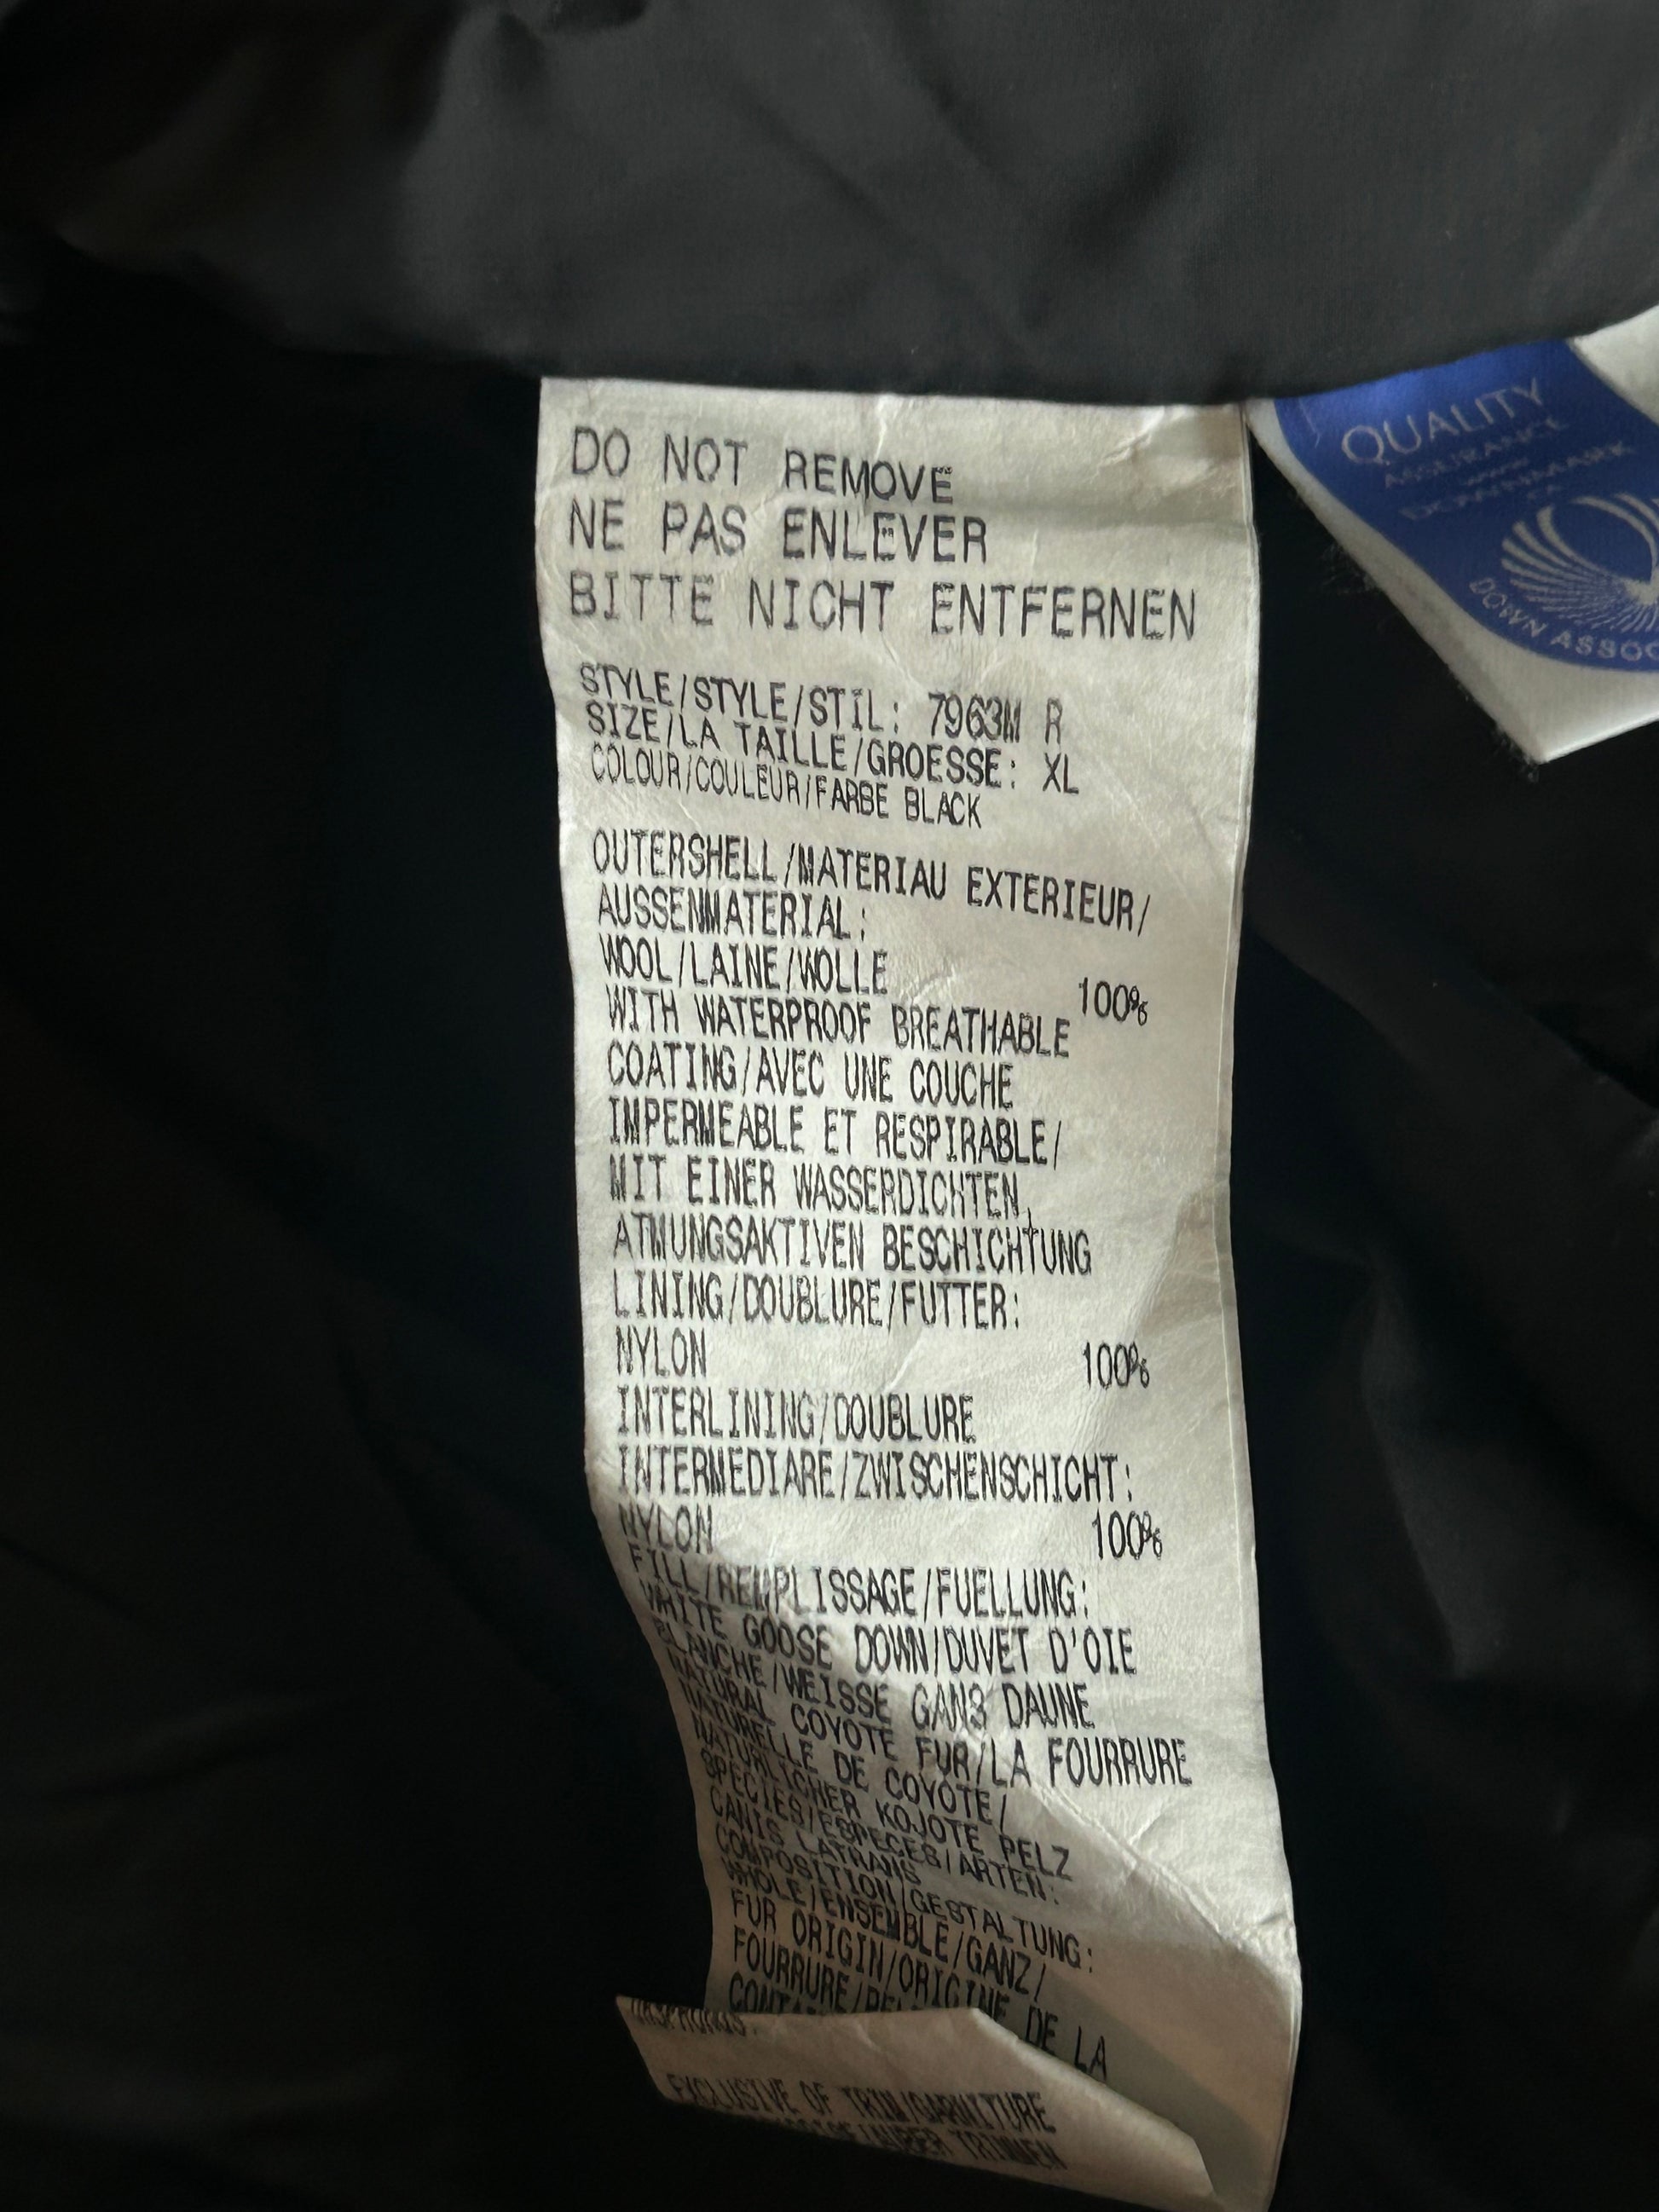 DO NOT REMOVE
NE PAS ENLEVER
BITTE NICHT ENTFERNEN
STYLE/STYLE/STIL: 7963M R
SIZE/LA TAILLE/GROESSE: XL
COLOUR/COULEUR/FARBE BLACK
OUTERSHELL/MATERIAU EXTERIEUR/
AUSSENMATERIAL:
WOOL/LAINE/WOLLE 100%
WITH WATERPROOF BREATHABLE
COATING/AVEC UNE COUCHE
IMPERMEABLE ET RESPIRABLE/
MIT EINER WASSERDICHTEN,
ATMUNGSAKTIVEN BESCHICHTUNG
LINING/DOUBLURE/FUTTER:
NYLON 100%
INTERLINING/DOUBLURE
INTERMEDIARE/ZWISCHENSCHICHT:
NYLON 100%
FILL/REMPLISSAGE/FUELLUNG:
WHITE GOOSE DOWN/DUVET D'OIE
BLANCHE/WEISSE GANS DAUNE
NATURAL COYOTE FUR/LA FOURRURE
NATURELLE DE COYOTE/
NATURLICHER KOJOTE PELZ
SPECIES/ESPECES/ARTEN:
CANIS LATRANS
COMPOSITION/GESTALTUNG:
WHOLE/ENSEMBLE/GANZ/
FUR ORIGIN/ORIGINE DE LA
FOURRURE/
EXCLUSIVE OF TRIM/GARNITURE
TRIMMEN
QUALITY
ASSURANCE
www
DOWNMARK
CA
DOWN ASSOC